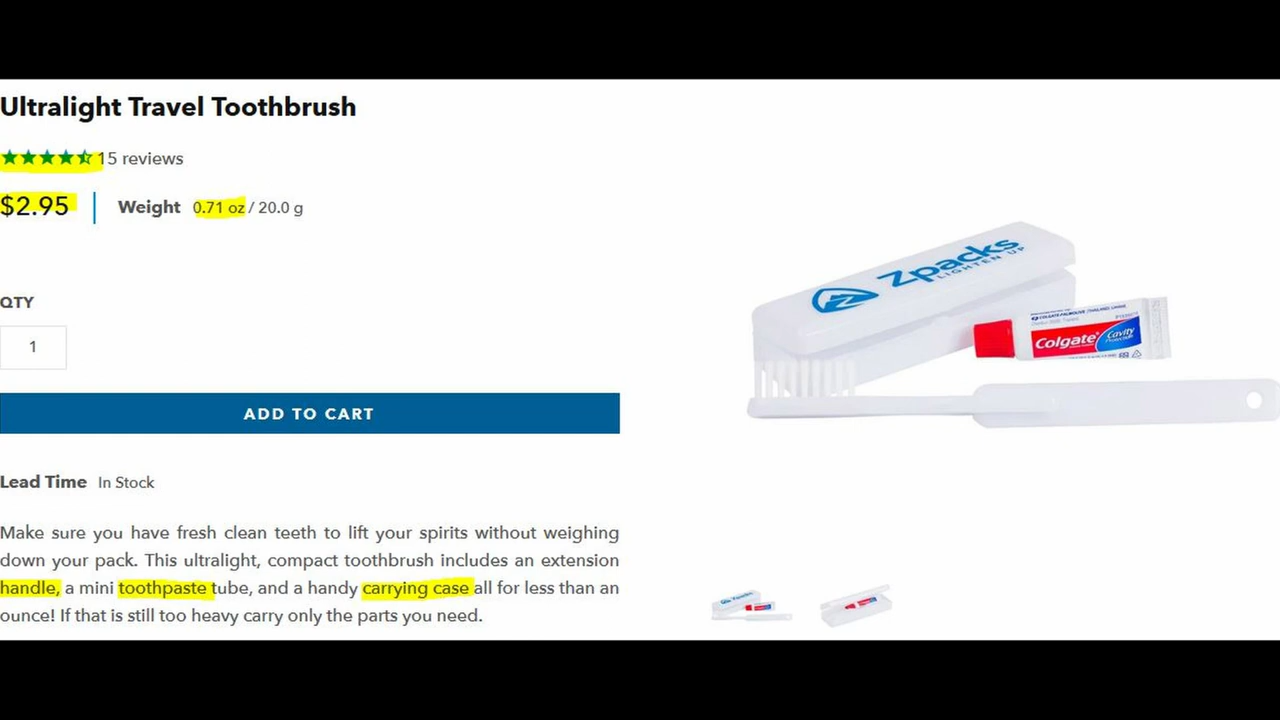 Ultralight Travel Toothbrush
15 reviews
$2.95
Weight 0.71 oz / 20.0 g
QTY
1
ADD TO CART
Lead Time In Stock
Make sure you have fresh clean teeth to lift your spirits without weighing
down your pack. This ultralight, compact toothbrush includes an extension
handle, a mini toothpaste tube, and a handy carrying case all for less than an
ounce! If that is still too heavy carry only the parts you need.
Zpacks
LIGHTEN UP
Colgate
Cavity
Protection